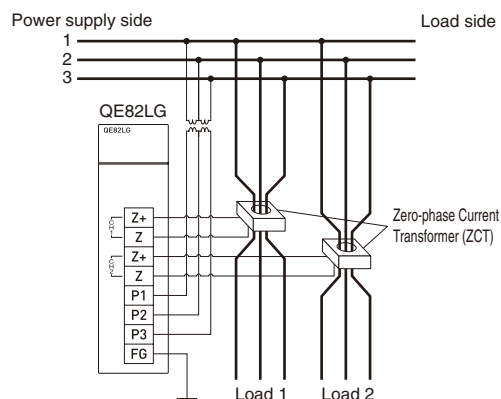 Power supply side
Load side
1
2
3
QE82LG
QE82LG
Z+
Z
Z+
Z
P1
P2
P3
FG
Zero-phase Current
Transformer (ZCT)
Load 1
Load 2